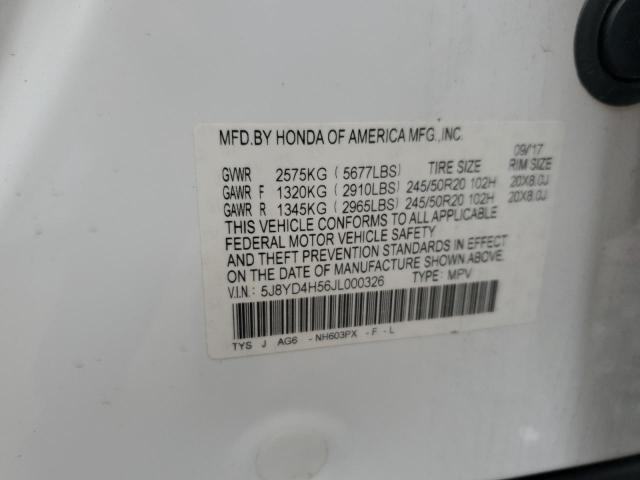 MFD.BY HONDA OF AMERICA MFG.,INC.
09/17
GVWR 2575KG ( 5677LBS) TIRE SIZE RIM SIZE
GAWR F 1320KG ( 2910LBS) 245/50R20 102H 20X8.0J
GAWR R 1345KG ( 2965LBS) 245/50R20 102H 20X8.0J
THIS VEHICLE CONFORMS TO ALL APPLICABLE
FEDERAL MOTOR VEHICLE SAFETY
AND THEFT PREVENTION STANDARDS IN EFFECT
ON THE DATE OF MANUFACTURE SHOWN ABOVE.
V.I.N.: 5J8YD4H56JL000326 TYPE: MPV
TYS J AG6 - NH603PX - F - L